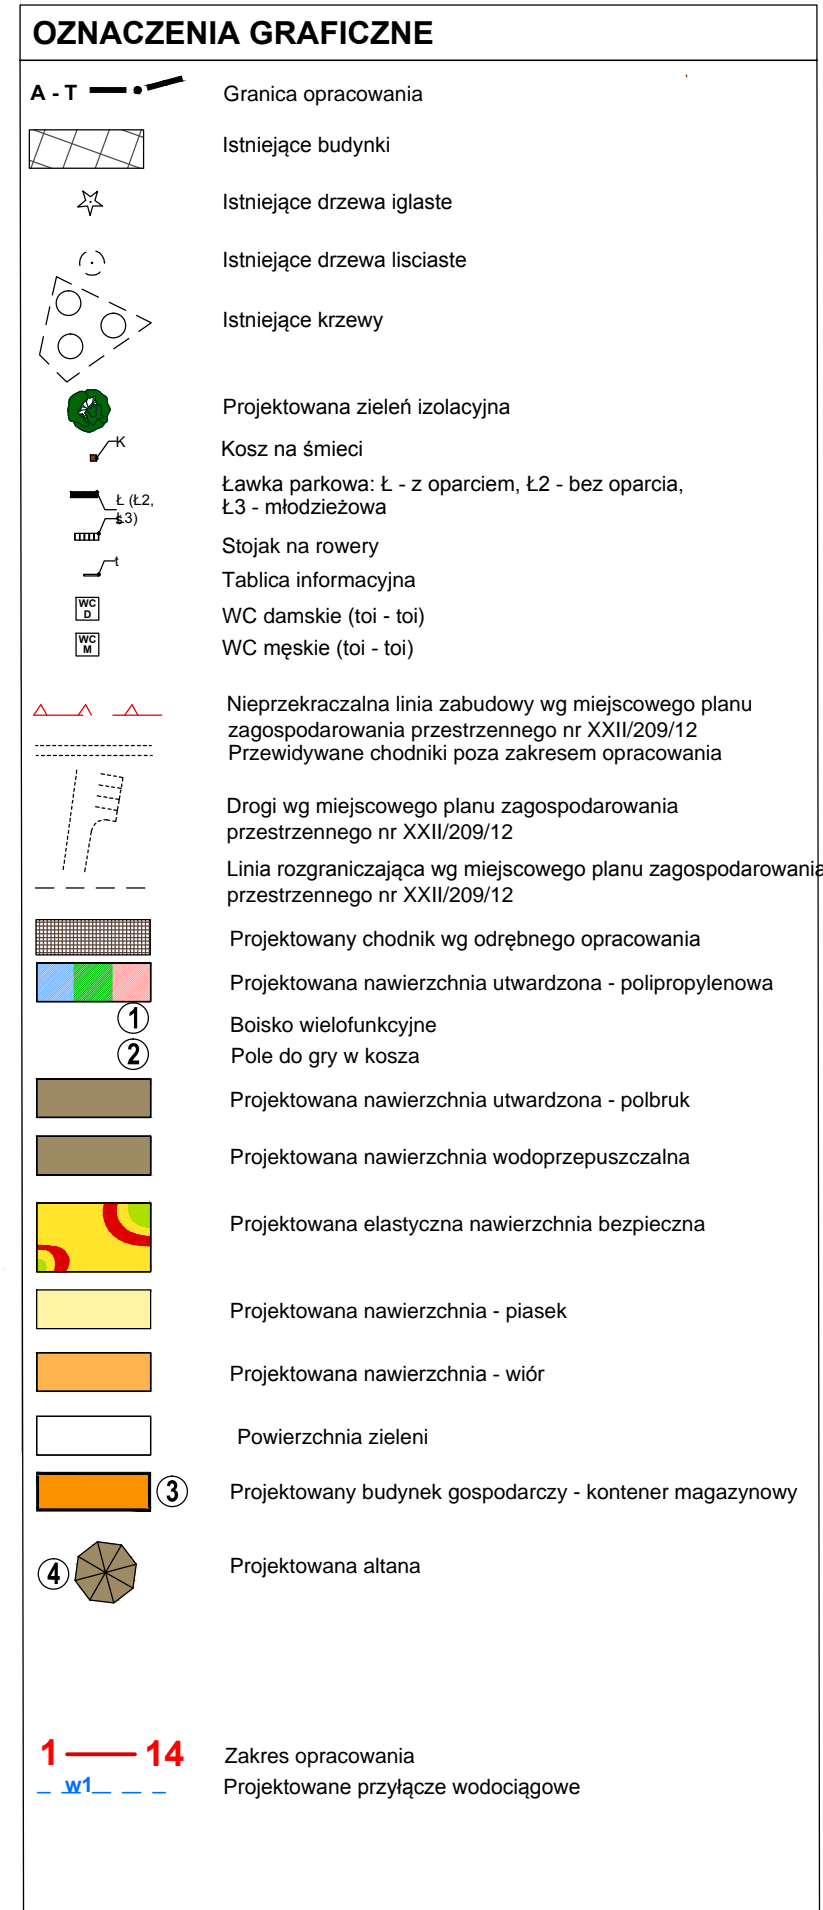 OZNACZENIA GRAFICZNE
A - T Granica opracowania
Istniejące budynki
Istniejące drzewa iglaste
Istniejące drzewa lisciaste
Istniejące krzewy
Projektowana zieleń izolacyjna
K Kosz na śmieci
Ławka parkowa: Ł - z oparciem, Ł2 - bez oparcia,
Ł3 - młodzieżowa
Ł (Ł2,
Ł3)
s
Stojak na rowery
t
Tablica informacyjna
WC
D
WC damskie (toi - toi)
WC
M
WC męskie (toi - toi)
Nieprzekraczalna linia zabudowy wg miejscowego planu
zagospodarowania przestrzennego nr XXII/209/12
Przewidywane chodniki poza zakresem opracowania
Drogi wg miejscowego planu zagospodarowania
przestrzennego nr XXII/209/12
Linia rozgraniczająca wg miejscowego planu zagospodarowania
przestrzennego nr XXII/209/12
Projektowany chodnik wg odrębnego opracowania
Projektowana nawierzchnia utwardzona - polipropylenowa
1 Boisko wielofunkcyjne
2 Pole do gry w kosza
Projektowana nawierzchnia utwardzona - polbruk
Projektowana nawierzchnia wodoprzepuszczalna
Projektowana elastyczna nawierzchnia bezpieczna
Projektowana nawierzchnia - piasek
Projektowana nawierzchnia - wiór
Powierzchnia zieleni
3 Projektowany budynek gospodarczy - kontener magazynowy
4 Projektowana altana
1 14 Zakres opracowania
w1 Projektowane przyłącze wodociągowe